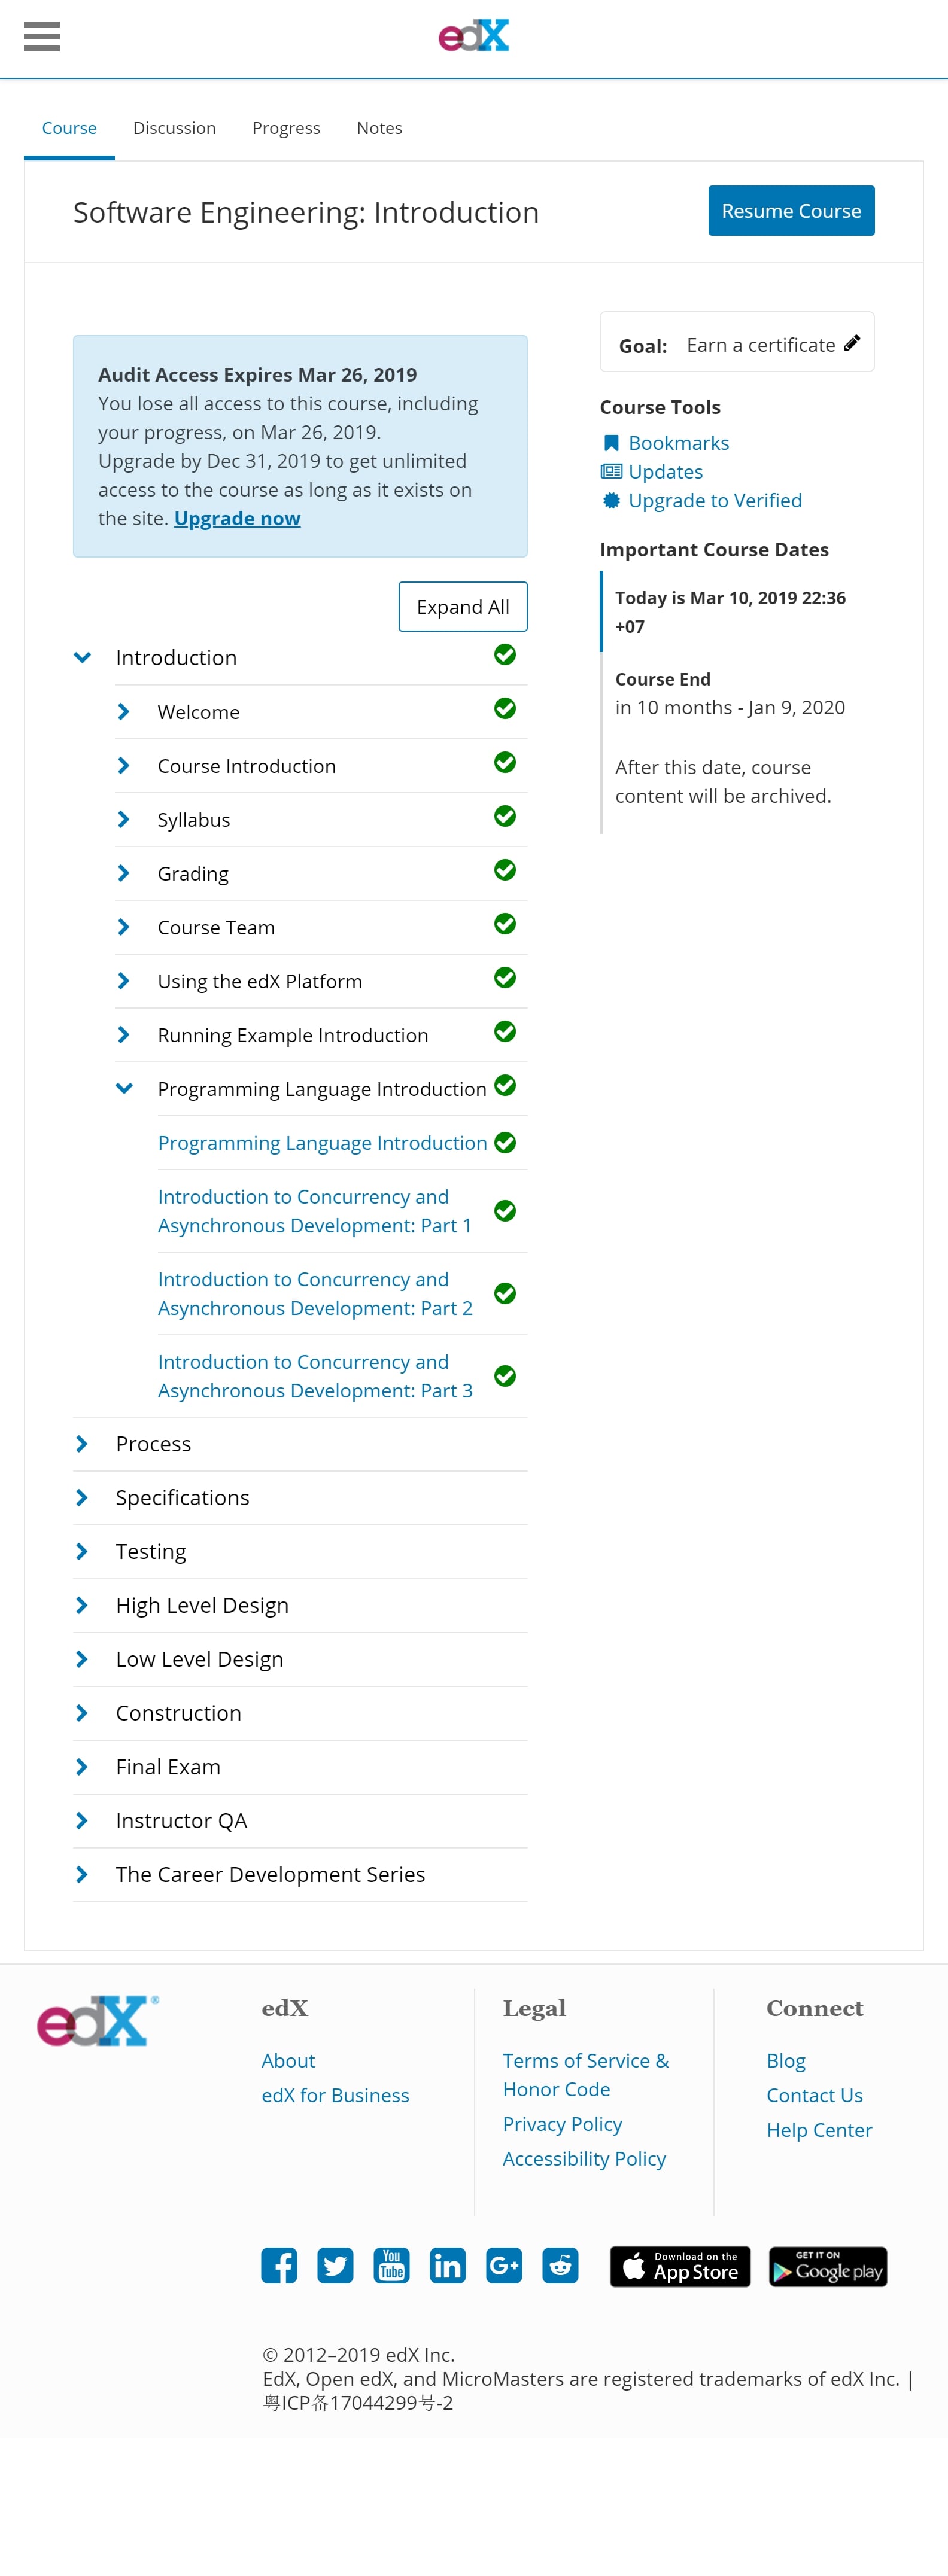 edX
Course
Discussion
Progress
Notes
Software Engineering: Introduction
Resume Course
Audit Access Expires Mar 26, 2019
You lose all access to this course, including
your progress, on Mar 26, 2019.
Upgrade by Dec 31, 2019 to get unlimited
access to the course as long as it exists on
the site. Upgrade now
Expand All
Introduction
Welcome
Course Introduction
Syllabus
Grading
Course Team
Using the edX Platform
Running Example Introduction
Programming Language Introduction
Programming Language Introduction
Introduction to Concurrency and
Asynchronous Development: Part 1
Introduction to Concurrency and
Asynchronous Development: Part 2
Introduction to Concurrency and
Asynchronous Development: Part 3
Process
Specifications
Testing
High Level Design
Low Level Design
Construction
Final Exam
Instructor QA
The Career Development Series
Goal: Earn a certificate
Course Tools
Bookmarks
Updates
Upgrade to Verified
Important Course Dates
Today is Mar 10, 2019 22:36
+07
Course End
in 10 months - Jan 9, 2020
After this date, course
content will be archived.
edX®
edX
About
edX for Business
Legal
Terms of Service &
Honor Code
Privacy Policy
Accessibility Policy
Connect
Blog
Contact Us
Help Center
You
Tube
in
G+
Download on the
App Store
GET IT ON
Google play
© 2012–2019 edX Inc.
EdX, Open edX, and MicroMasters are registered trademarks of edX Inc. |
粤ICP备17044299号-2